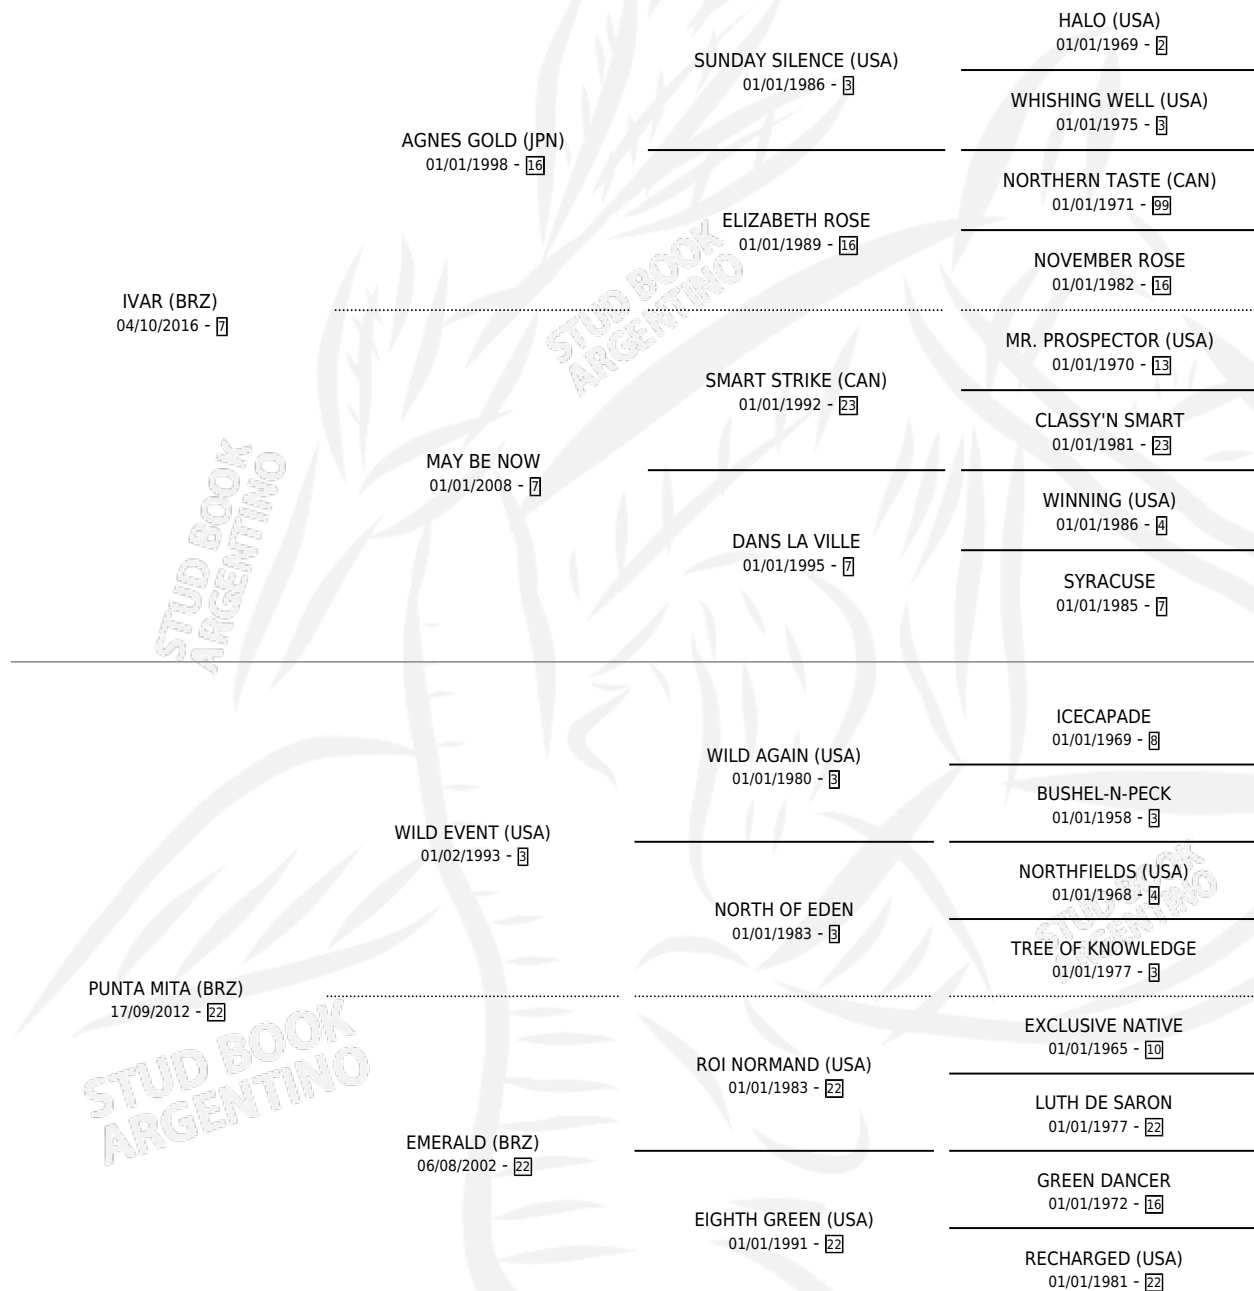 HALO (USA)
01/01/1969 - 2
SUNDAY SILENCE (USA)
01/01/1986 - 3
WHISHING WELL (USA)
01/01/1975 - 3
AGNES GOLD (JPN)
01/01/1998 - 16
NORTHERN TASTE (CAN)
01/01/1971 - 99
ELIZABETH ROSE
01/01/1989 - 16
NOVEMBER ROSE
01/01/1982 - 16
IVAR (BRZ)
04/10/2016 - 7
MR. PROSPECTOR (USA)
01/01/1970 - 13
SMART STRIKE (CAN)
01/01/1992 - 23
CLASSY'N SMART
01/01/1981 - 23
MAY BE NOW
01/01/2008 - 7
WINNING (USA)
01/01/1986 - 4
DANS LA VILLE
01/01/1995 - 7
SYRACUSE
01/01/1985 - 7
ICECAPADE
01/01/1969 - 8
WILD AGAIN (USA)
01/01/1980 - 3
BUSHEL-N-PECK
01/01/1958 - 3
WILD EVENT (USA)
01/02/1993 - 3
NORTHFIELDS (USA)
01/01/1968 - 4
NORTH OF EDEN
01/01/1983 - 3
TREE OF KNOWLEDGE
01/01/1977 - 3
PUNTA MITA (BRZ)
17/09/2012 - 22
EXCLUSIVE NATIVE
01/01/1965 - 10
ROI NORMAND (USA)
01/01/1983 - 22
LUTH DE SARON
01/01/1977 - 22
EMERALD (BRZ)
06/08/2002 - 22
GREEN DANCER
01/01/1972 - 16
EIGHTH GREEN (USA)
01/01/1991 - 22
RECHARGED (USA)
01/01/1981 - 22
STUD BOOK
ARGENTINO
STUD BOOK
ARGENTINO
STUD BOOK
ARGENTINO
STUD BOOK
ARGENTINO